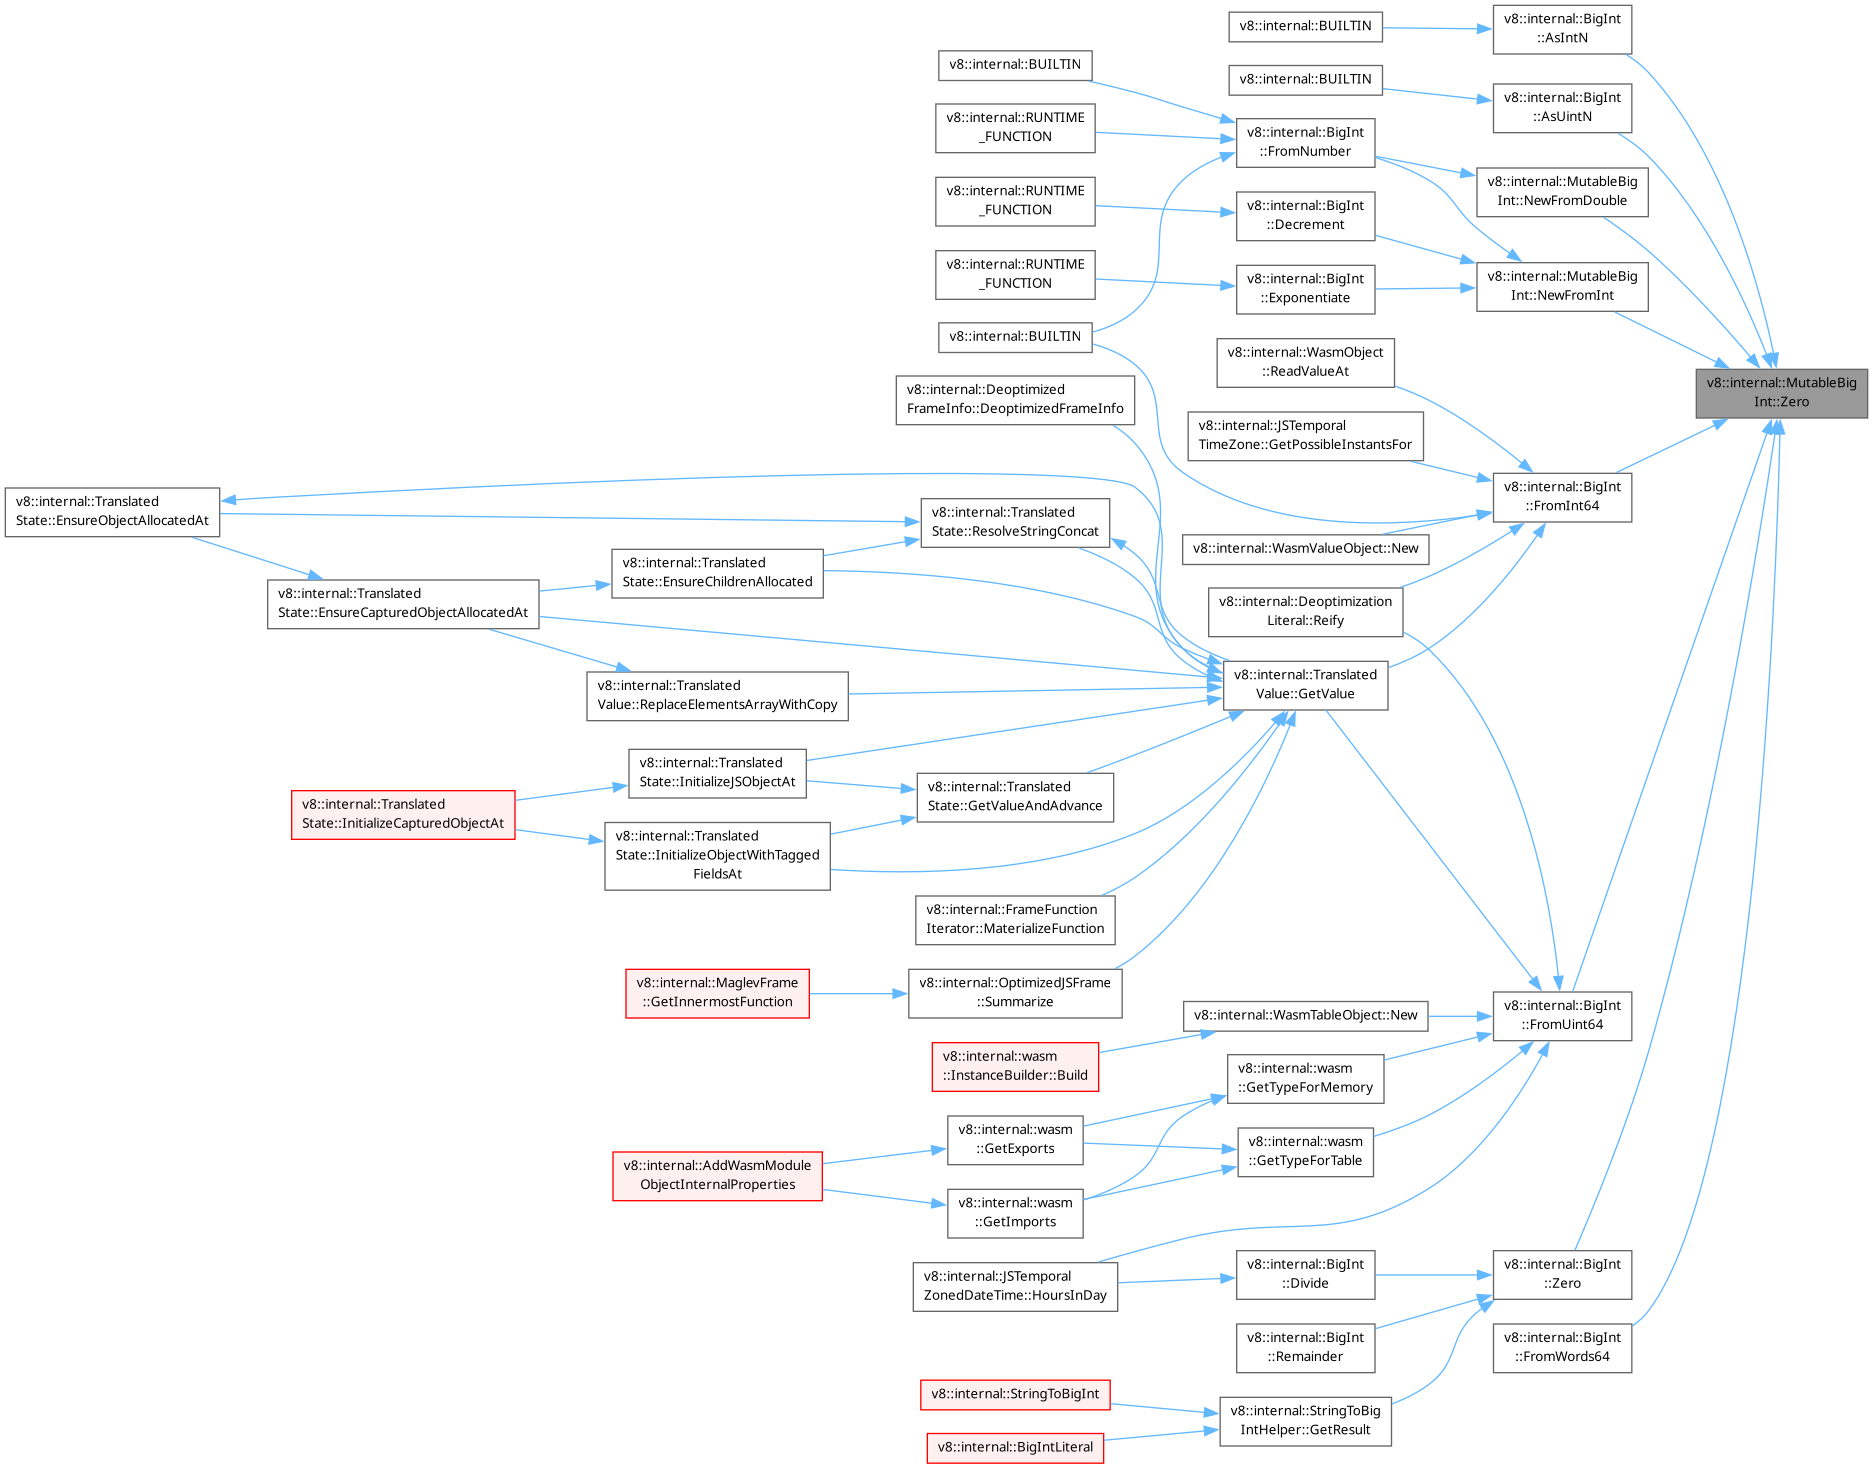 v8::internal::BigInt
::AsIntN
v8::internal::BUILTIN
v8::internal::BUILTIN
v8::internal::BUILTIN
v8::internal::BigInt
::AsUintN
v8::internal::RUNTIME
_FUNCTION
v8::internal::BigInt
::FromNumber
v8::internal::MutableBig
Int::NewFromDouble
v8::internal::RUNTIME
_FUNCTION
v8::internal::BigInt
::Decrement
v8::internal::RUNTIME
_FUNCTION
v8::internal::BigInt
::Exponentiate
v8::internal::MutableBig
Int::NewFromInt
v8::internal::BUILTIN
v8::internal::WasmObject
::ReadValueAt
v8::internal::MutableBig
Int::Zero
v8::internal::Deoptimized
FrameInfo::DeoptimizedFrameInfo
v8::internal::JSTemporal
TimeZone::GetPossibleInstantsFor
v8::internal::BigInt
::FromInt64
v8::internal::Translated
State::EnsureObjectAllocatedAt
v8::internal::Translated
State::ResolveStringConcat
v8::internal::WasmValueObject::New
v8::internal::Translated
State::EnsureChildrenAllocated
v8::internal::Translated
State::EnsureCapturedObjectAllocatedAt
v8::internal::Deoptimization
Literal::Reify
v8::internal::Translated
Value::GetValue
v8::internal::Translated
Value::ReplaceElementsArrayWithCopy
v8::internal::Translated
State::InitializeJSObjectAt
v8::internal::Translated
State::GetValueAndAdvance
v8::internal::Translated
State::InitializeCapturedObjectAt
v8::internal::Translated
State::InitializeObjectWithTagged
FieldsAt
v8::internal::FrameFunction
Iterator::MaterializeFunction
v8::internal::MaglevFrame
::GetInnermostFunction
v8::internal::OptimizedJSFrame
::Summarize
v8::internal::WasmTableObject::New
v8::internal::BigInt
::FromUint64
v8::internal::wasm
::InstanceBuilder::Build
v8::internal::wasm
::GetTypeForMemory
v8::internal::wasm
::GetExports
v8::internal::wasm
::GetTypeForTable
v8::internal::AddWasmModule
ObjectInternalProperties
v8::internal::wasm
::GetImports
v8::internal::JSTemporal
ZonedDateTime::HoursInDay
v8::internal::BigInt
::Divide
v8::internal::BigInt
::Zero
v8::internal::BigInt
::Remainder
v8::internal::BigInt
::FromWords64
v8::internal::StringToBigInt
v8::internal::StringToBig
IntHelper::GetResult
v8::internal::BigIntLiteral